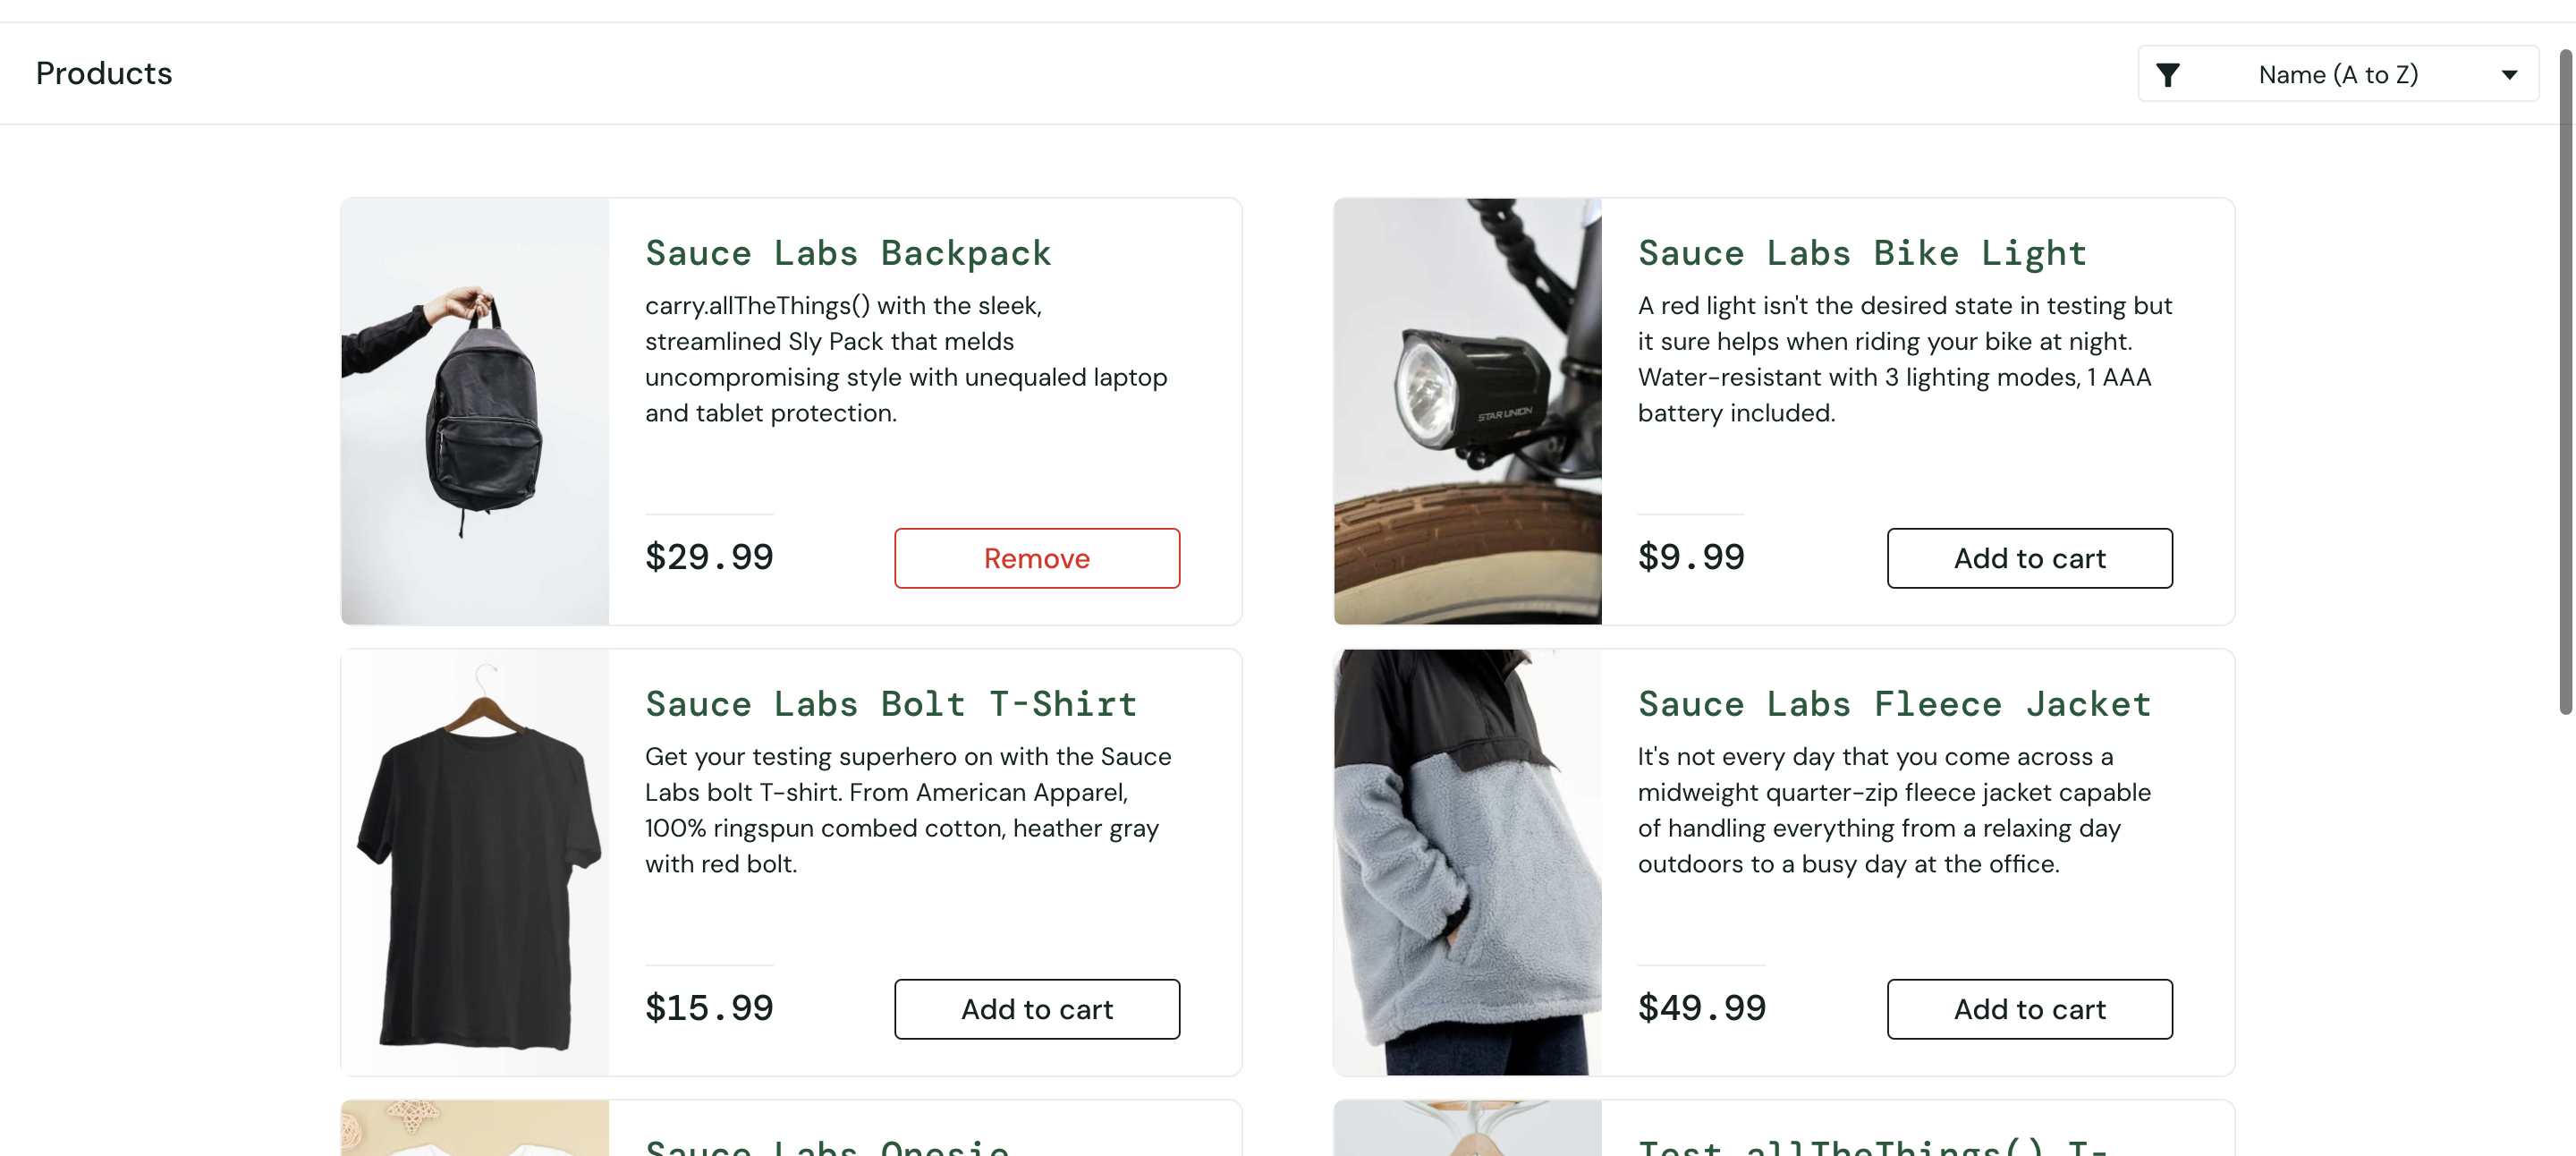 Products
Name (A to Z)
Sauce Labs Backpack
carry.allTheThings() with the sleek,
streamlined Sly Pack that melds
uncompromising style with unequaled laptop
and tablet protection.
$29.99
Remove
STAR UNION
Sauce Labs Bike Light
A red light isn't the desired state in testing but
it sure helps when riding your bike at night.
Water-resistant with 3 lighting modes, 1 AAA
battery included.
$9.99
Add to cart
Sauce Labs Bolt T-Shirt
Get your testing superhero on with the Sauce
Labs bolt T-shirt. From American Apparel,
100% ringspun combed cotton, heather gray
with red bolt.
$15.99
Add to cart
Sauce Labs Fleece Jacket
It's not every day that you come across a
midweight quarter-zip fleece jacket capable
of handling everything from a relaxing day
outdoors to a busy day at the office.
$49.99
Add to cart
Sauce Labs Onesie
Test.allTheThings() T-